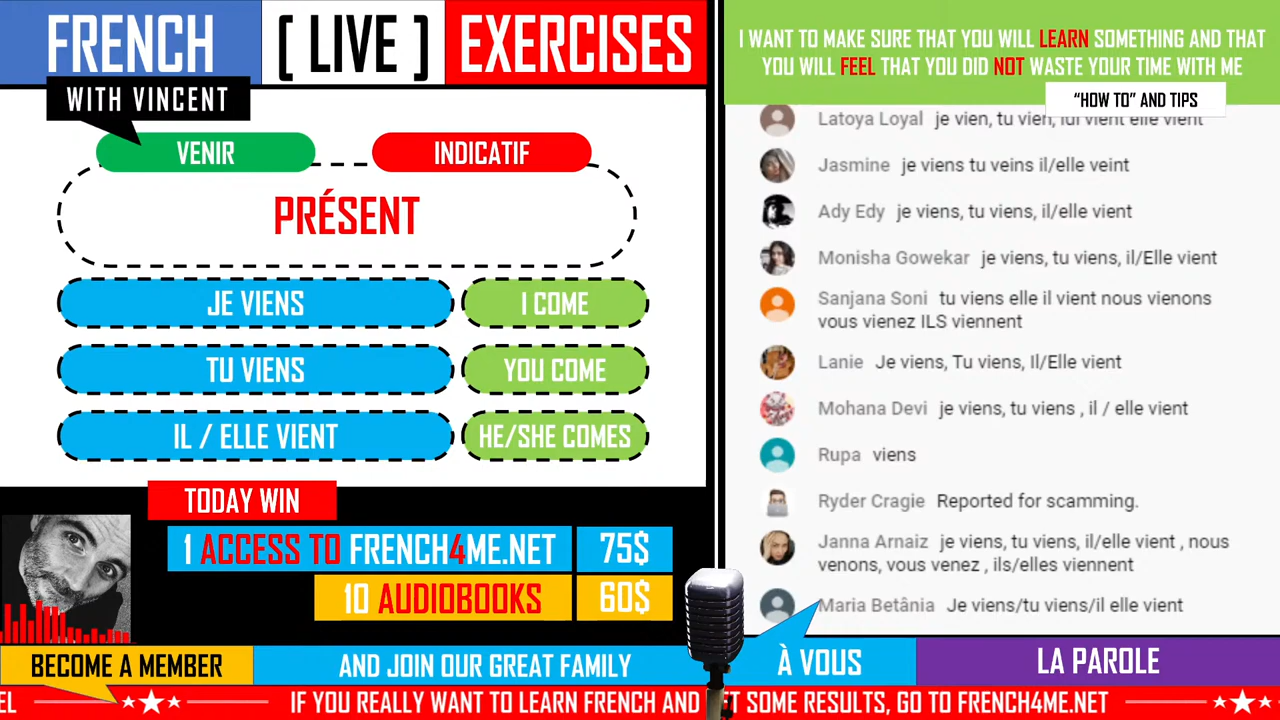 FRENCH
[ LIVE ]
EXERCISES
WITH VINCENT
VENIR
INDICATIF
PRÉSENT
JE VIENS
I COME
TU VIENS
YOU COME
IL / ELLE VIENT
HE/SHE COMES
TODAY WIN
1 ACCESS TO FRENCH4ME.NET
75$
10 AUDIOBOOKS
60$
BECOME A MEMBER
AND JOIN OUR GREAT FAMILY
I WANT TO MAKE SURE THAT YOU WILL LEARN SOMETHING AND THAT
YOU WILL FEEL THAT YOU DID NOT WASTE YOUR TIME WITH ME
“HOW TO” AND TIPS
Latoya Loyal je vien, tu vien, lui vient elle vient
Jasmine je viens tu veins il/elle veint
Ady Edy je viens, tu viens, il/elle vient
Monisha Gowekar je viens, tu viens, il/Elle vient
Sanjana Soni tu viens elle il vient nous vienons
vous vienez ILS viennent
Lanie Je viens, Tu viens, Il/Elle vient
Mohana Devi je viens, tu viens , il / elle vient
Rupa viens
Ryder Cragie Reported for scamming.
Janna Arnaiz je viens, tu viens, il/elle vient , nous
venons, vous venez , ils/elles viennent
Maria Betânia Je viens/tu viens/il elle vient
À VOUS
LA PAROLE
IF YOU REALLY WANT TO LEARN FRENCH AND SOME RESULTS, GO TO FRENCH4ME.NET